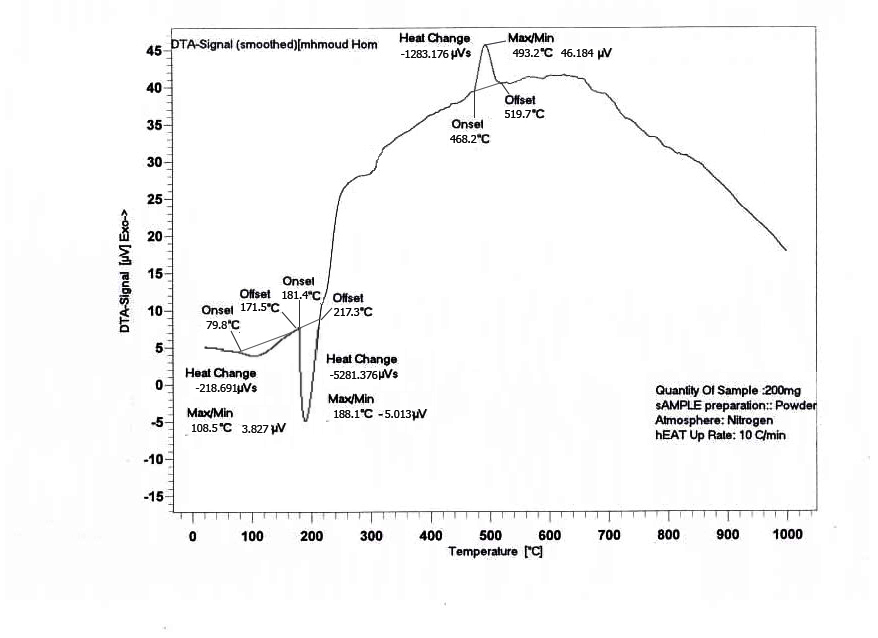 DTA-Signal (smoothed)[mhmoud Hom
Heat Change
-1283.176 µVs
Max/Min
493.2°C 46.184 µV
Onset
468.2°C
Offset
519.7°C
Onset
79.8°C
Offset
171.5°C
Onset
181.4°C
Offset
217.3°C
Heat Change
-218.691µVs
Max/Min
108.5°C 3.827 µV
Heat Change
-5281.376µVs
Max/Min
188.1°C -5.013µV
Quantity Of Sample :200mg
sAMPLE preparation:: Powder
Atmosphere: Nitrogen
hEAT Up Rate: 10 C/min
DTA-Signal [µV] Exo->
45
40
35
30
25
20
15
10
5
0
-5
-10
-15
0 100 200 300 400 500 600 700 800 900 1000
Temperature [°C]